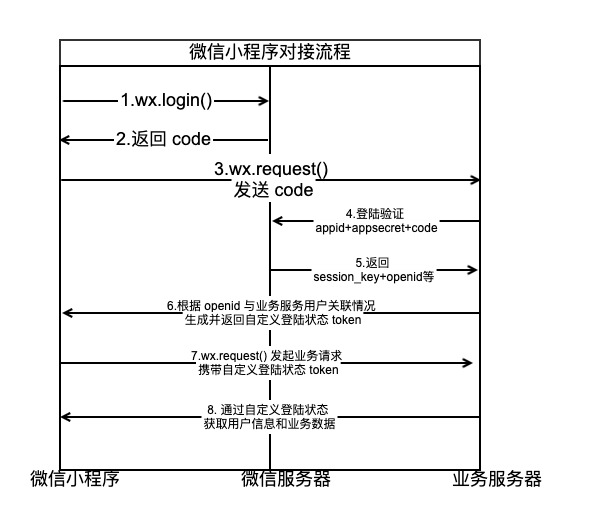 微信小程序对接流程
1.wx.login()
2.返回 code
3.wx.request()
发送 code
4.登陆验证
appid+appsecret+code
5.返回
session_key+openid等
6.根据 openid 与业务服务用户关联情况
生成并返回自定义登陆状态 token
7.wx.request() 发起业务请求
携带自定义登陆状态 token
8. 通过自定义登陆状态
获取用户信息和业务数据
微信小程序
微信服务器
业务服务器